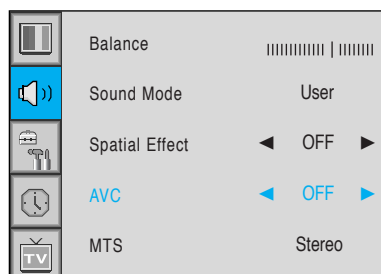 Balance
Sound Mode User
Spatial Effect ◀ OFF ▶
AVC ◀ OFF ▶
MTS Stereo
TV